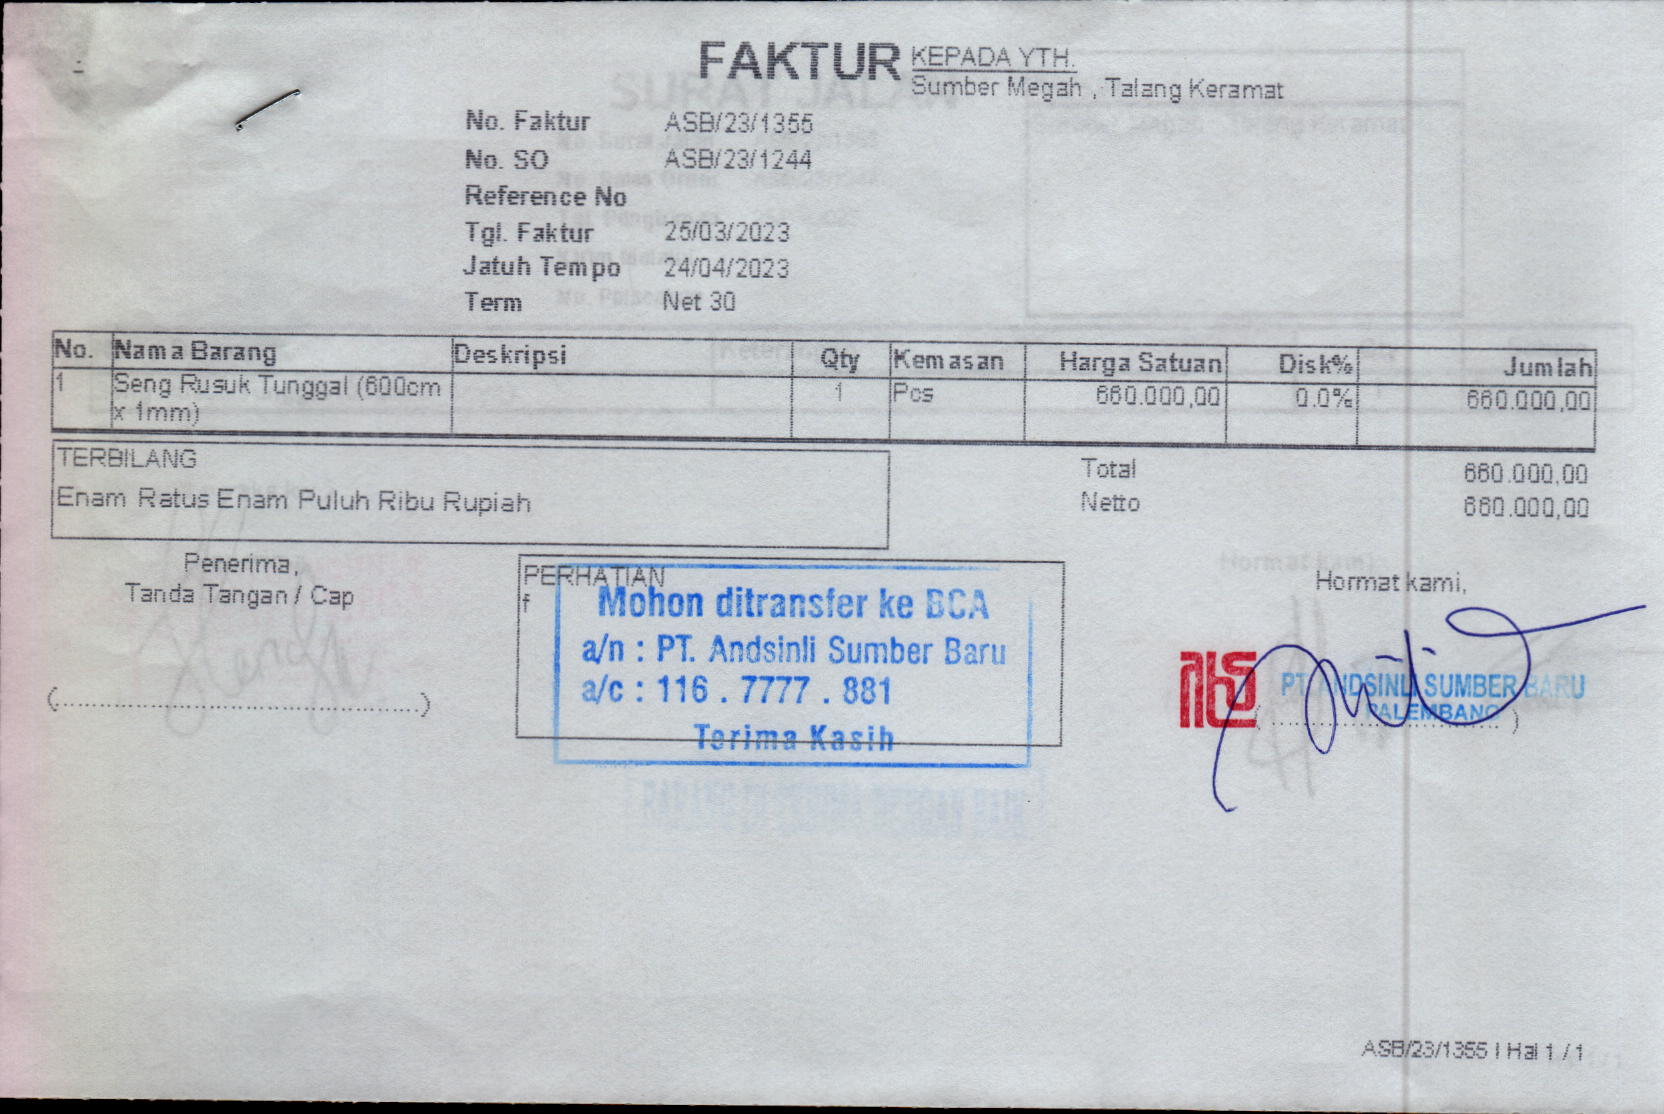 FAKTUR
KEPADA YTH.
Sumber Megah , Talang Keramat
No. Faktur ASB/23/1355
No. SO ASB/23/1244
Reference No
Tgl. Faktur 25/03/2023
Jatuh Tempo 24/04/2023
Term Net 30
No. Nama Barang Deskripsi Qty Kemasan Harga Satuan Disk% Jumlah
1 Seng Rusuk Tunggal (600cm 1 Pcs 660.000,00 0.0% 660.000,00
x 1mm)
TERBILANG
Enam Ratus Enam Puluh Ribu Rupiah
Total 660.000,00
Netto 660.000,00
Penerima,
Tanda Tangan / Cap
(......................................................)
PERHATIAN
f
Mohon ditransfer ke BCA
a/n : PT. Andsinli Sumber Baru
a/c : 116 . 7777 . 881
Terima Kasih
Hormat kami,
PT. ANDSINLI SUMBER BARU
PALEMBANG
ASB/23/1355 | Hal 1 / 1